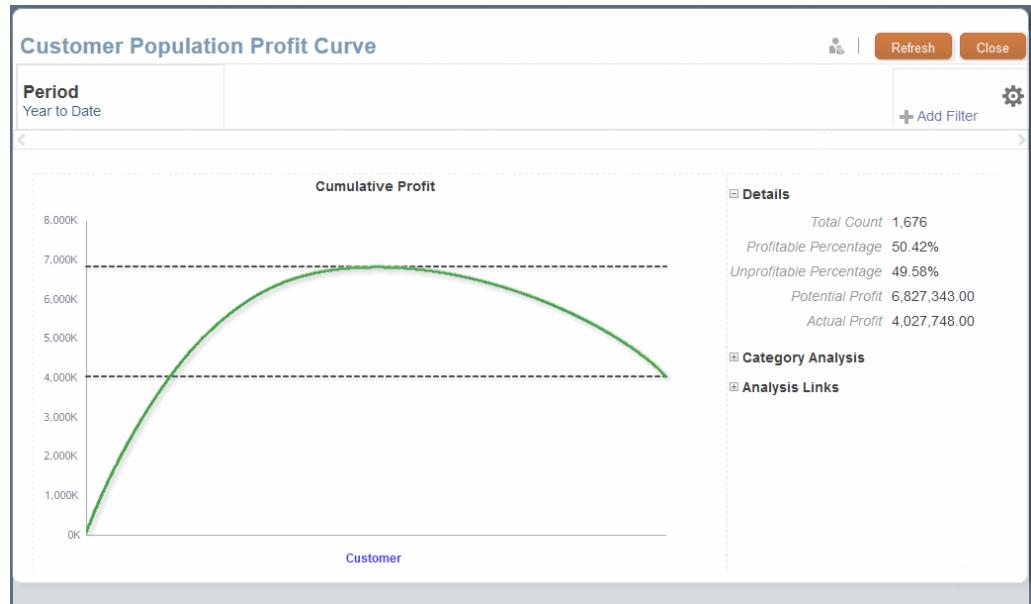 Customer Population Profit Curve
Refresh
Close
Period
Year to Date
Add Filter
Cumulative Profit
8,000K
7,000K
6,000K
5,000K
4,000K
3,000K
2,000K
1,000K
0K
Customer
Details
Total Count 1,676
Profitable Percentage 50.42%
Unprofitable Percentage 49.58%
Potential Profit 6,827,343.00
Actual Profit 4,027,748.00
Category Analysis
Analysis Links